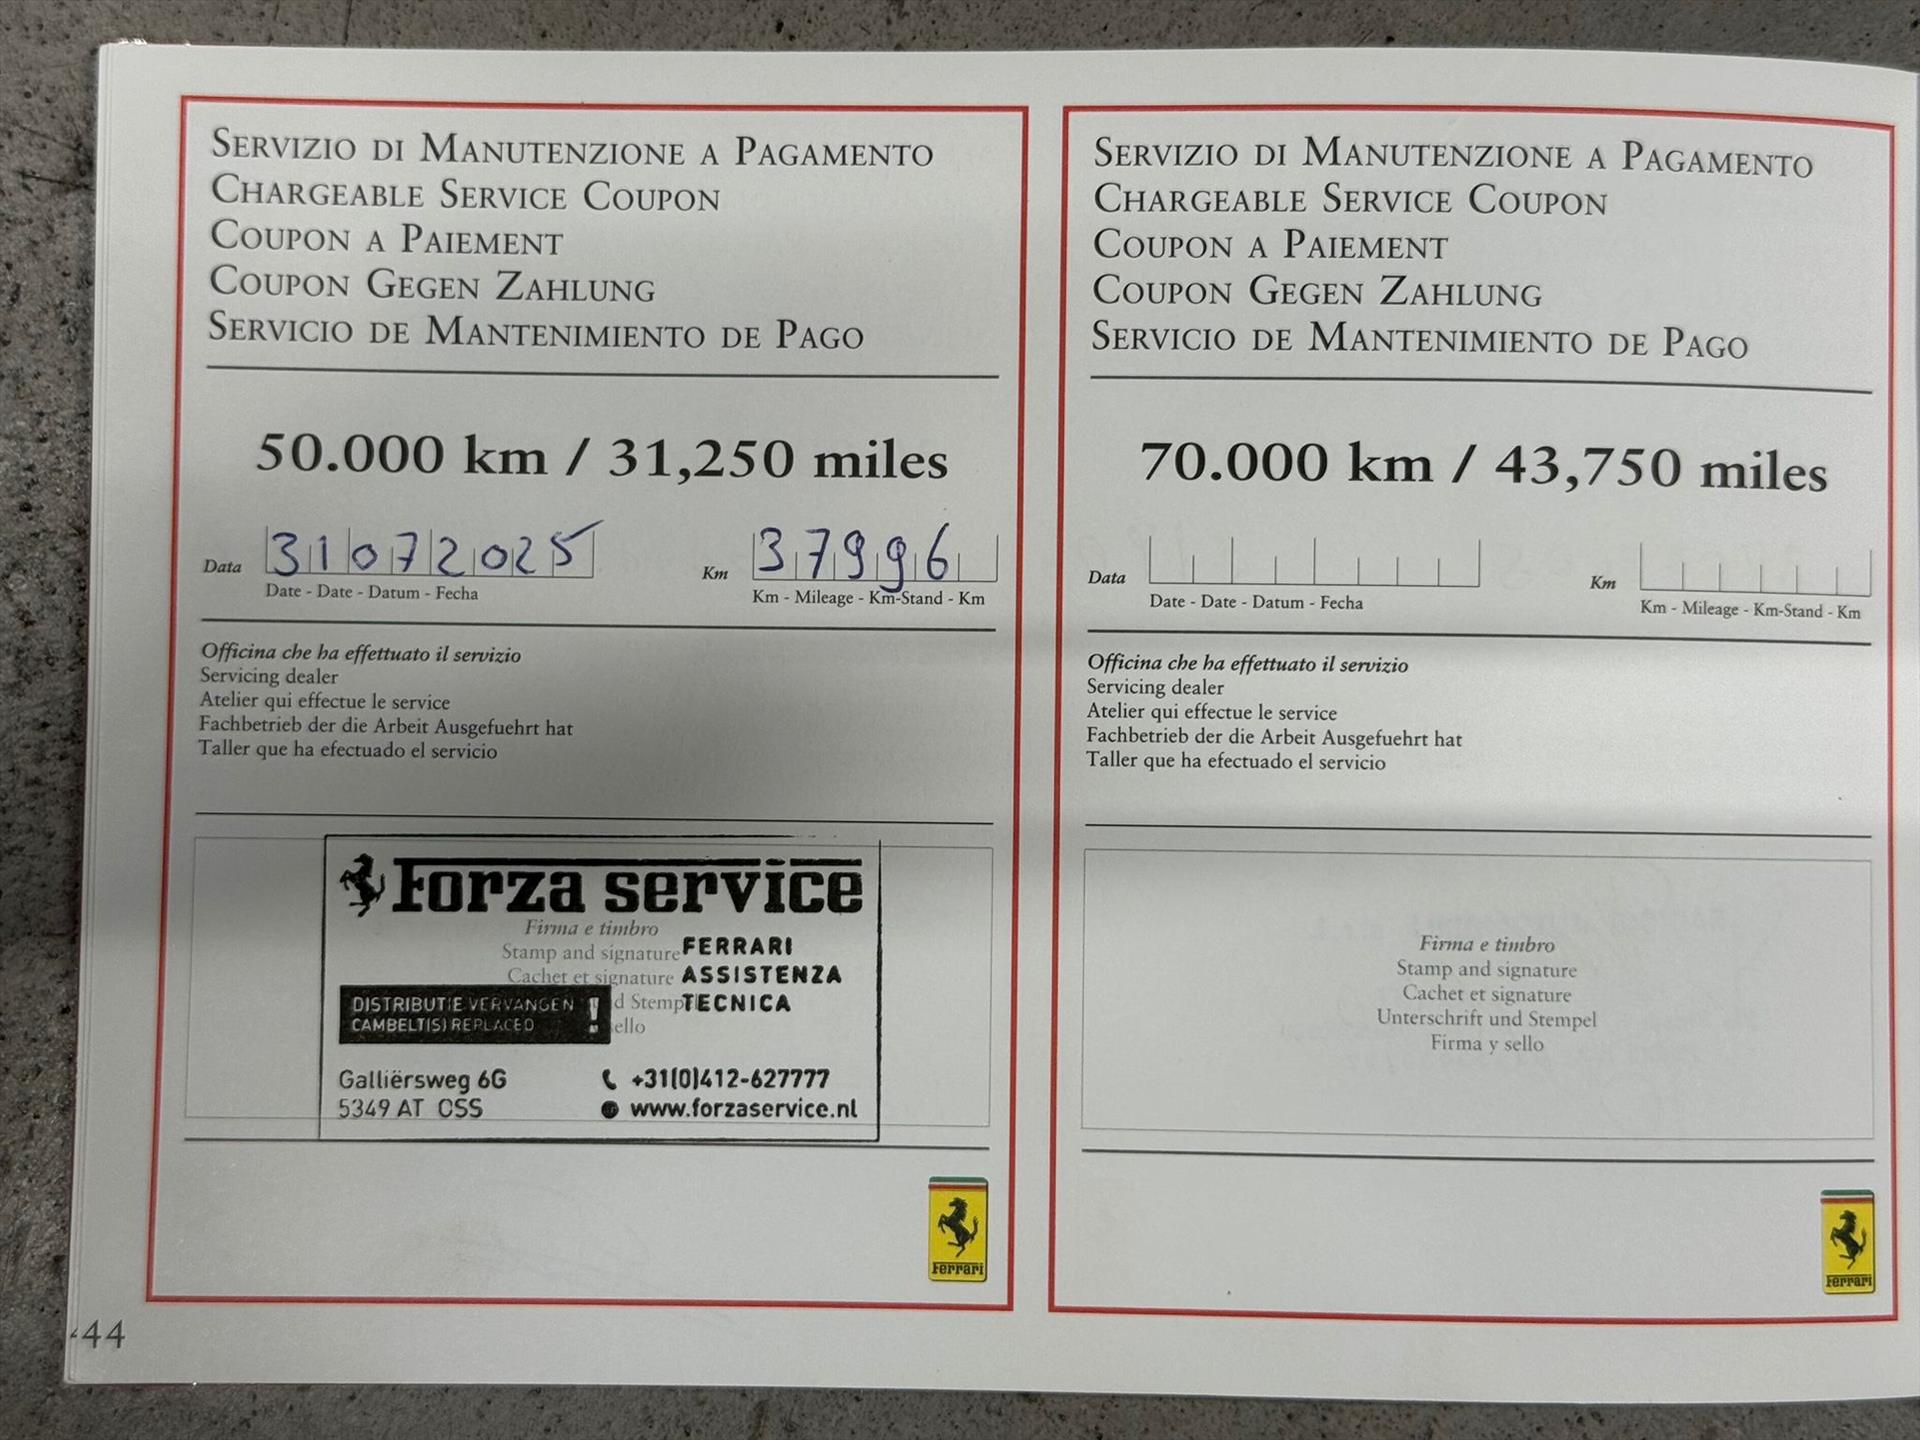 SERVIZIO DI MANUTENZIONE A PAGAMENTO
CHARGEABLE SERVICE COUPON
COUPON A PAIEMENT
COUPON GEGEN ZAHLUNG
SERVICIO DE MANTENIMIENTO DE PAGO
50.000 km / 31,250 miles
Data 31072025 Km 37996
Date - Date - Datum - Fecha Km - Mileage - Km-Stand - Km
Officina che ha effettuato il servizio
Servicing dealer
Atelier qui effectue le service
Fachbetrieb der die Arbeit Ausgefuehrt hat
Taller que ha efectuado el servicio
Forza service
Firma e timbro
Stamp and signature FERRARI
Cachet et signature ASSISTENZA
d Stempel TECNICA
ello
DISTRIBUTIE VERVANGEN
CAMBELT(S) REPLACED !
Galliërsweg 6G +31(0)412-627777
5349 AT OSS www.forzaservice.nl
Ferrari
44
SERVIZIO DI MANUTENZIONE A PAGAMENTO
CHARGEABLE SERVICE COUPON
COUPON A PAIEMENT
COUPON GEGEN ZAHLUNG
SERVICIO DE MANTENIMIENTO DE PAGO
70.000 km / 43,750 miles
Data Km
Date - Date - Datum - Fecha Km - Mileage - Km-Stand - Km
Officina che ha effettuato il servizio
Servicing dealer
Atelier qui effectue le service
Fachbetrieb der die Arbeit Ausgefuehrt hat
Taller que ha efectuado el servicio
Firma e timbro
Stamp and signature
Cachet et signature
Unterschrift und Stempel
Firma y sello
Ferrari